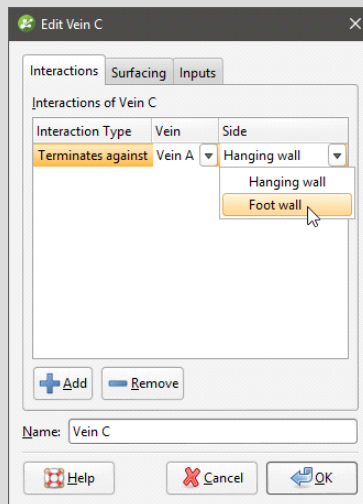 Edit Vein C
Interactions Surfacing Inputs
Interactions of Vein C
Interaction Type Vein Side
Terminates against Vein A Hanging wall
Hanging wall
Foot wall
Add Remove
Name: Vein C
Help Cancel OK